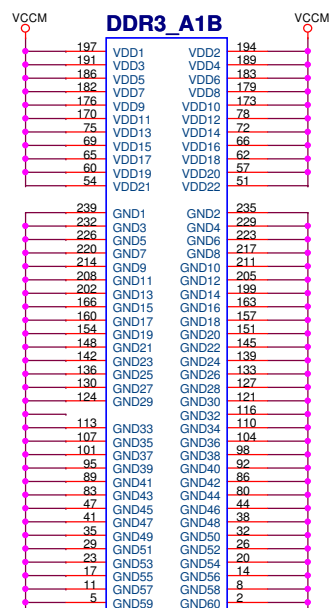 VCCM DDR3_A1B VCCM
197 VDD1 VDD2 194
191 VDD3 VDD4 189
186 VDD5 VDD6 183
182 VDD7 VDD8 179
176 VDD9 VDD10 173
170 VDD11 VDD12 78
75 VDD13 VDD14 72
69 VDD15 VDD16 66
65 VDD17 VDD18 62
60 VDD19 VDD20 57
54 VDD21 VDD22 51
239 GND1 GND2 235
232 GND3 GND4 229
226 GND5 GND6 223
220 GND7 GND8 217
214 GND9 GND10 211
208 GND11 GND12 205
202 GND13 GND14 199
166 GND15 GND16 163
160 GND17 GND18 157
154 GND19 GND20 151
148 GND21 GND22 145
142 GND23 GND24 139
136 GND25 GND26 133
130 GND27 GND28 127
124 GND29 GND30 121
GND32 116
113 GND33 GND34 110
107 GND35 GND36 104
101 GND37 GND38 98
95 GND39 GND40 92
89 GND41 GND42 86
83 GND43 GND44 80
47 GND45 GND46 44
41 GND47 GND48 38
35 GND49 GND50 32
29 GND51 GND52 26
23 GND53 GND54 20
17 GND55 GND56 14
11 GND57 GND58 8
5 GND59 GND60 2